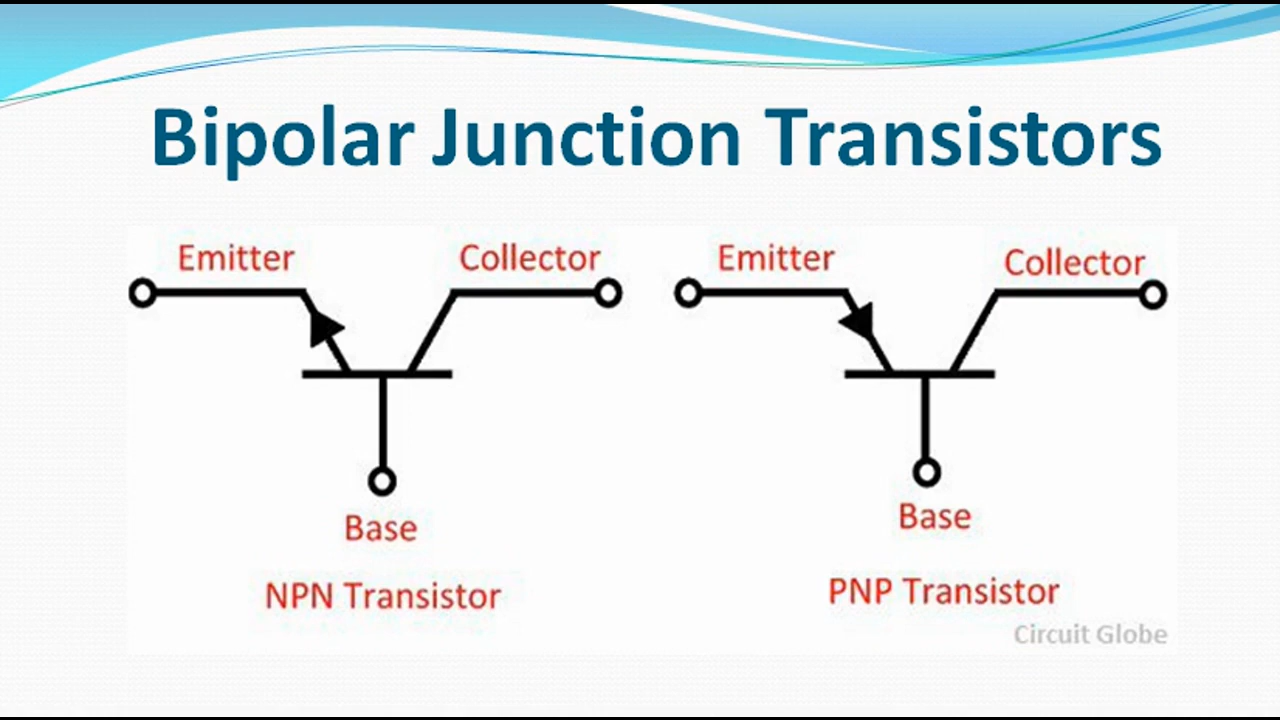 Bipolar Junction Transistors
Emitter
Collector
Base
NPN Transistor
Emitter
Collector
Base
PNP Transistor
Circuit Globe